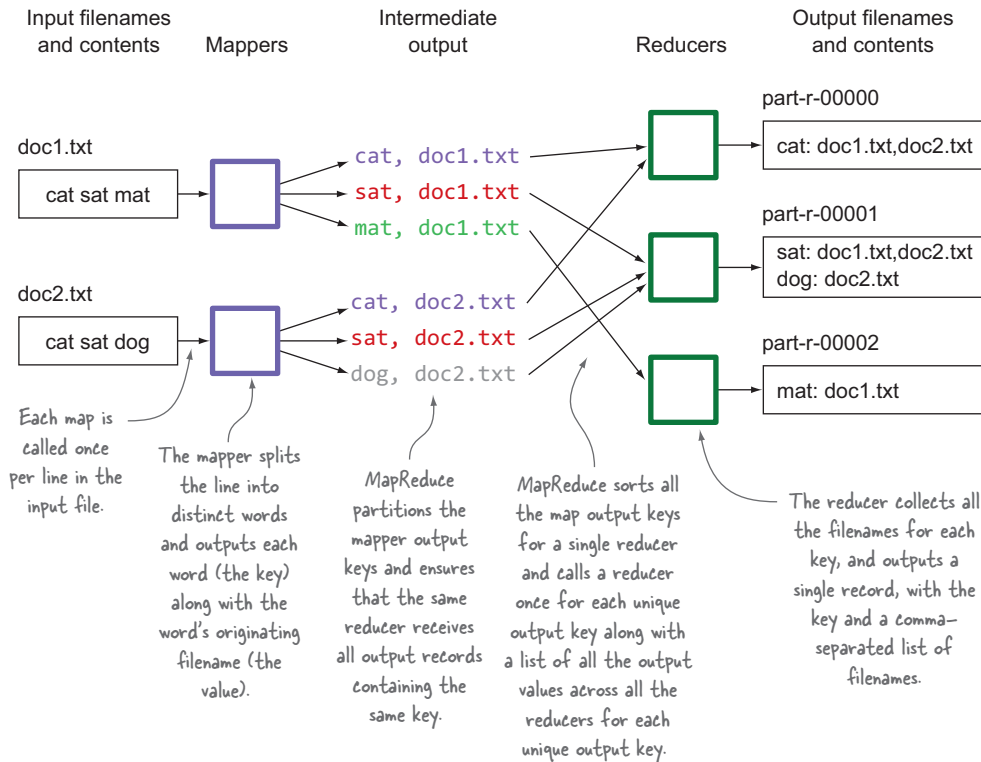 Input filenames
and contents
Mappers
Intermediate
output
Reducers
Output filenames
and contents
doc1.txt
cat sat mat
doc2.txt
cat sat dog
cat, doc1.txt
sat, doc1.txt
mat, doc1.txt
cat, doc2.txt
sat, doc2.txt
dog, doc2.txt
part-r-00000
cat: doc1.txt,doc2.txt
part-r-00001
sat: doc1.txt,doc2.txt
dog: doc2.txt
part-r-00002
mat: doc1.txt
Each map is
called once
per line in the
input file.
The mapper splits
the line into
distinct words
and outputs each
word (the key)
along with the
word's originating
filename (the
value).
MapReduce
partitions the
mapper output
keys and ensures
that the same
reducer receives
all output records
containing the
same key.
MapReduce sorts all
the map output keys
for a single reducer
and calls a reducer
once for each unique
output key along with
a list of all the output
values across all the
reducers for each
unique output key.
The reducer collects all
the filenames for each
key, and outputs a
single record, with the
key and a comma-
separated list of
filenames.